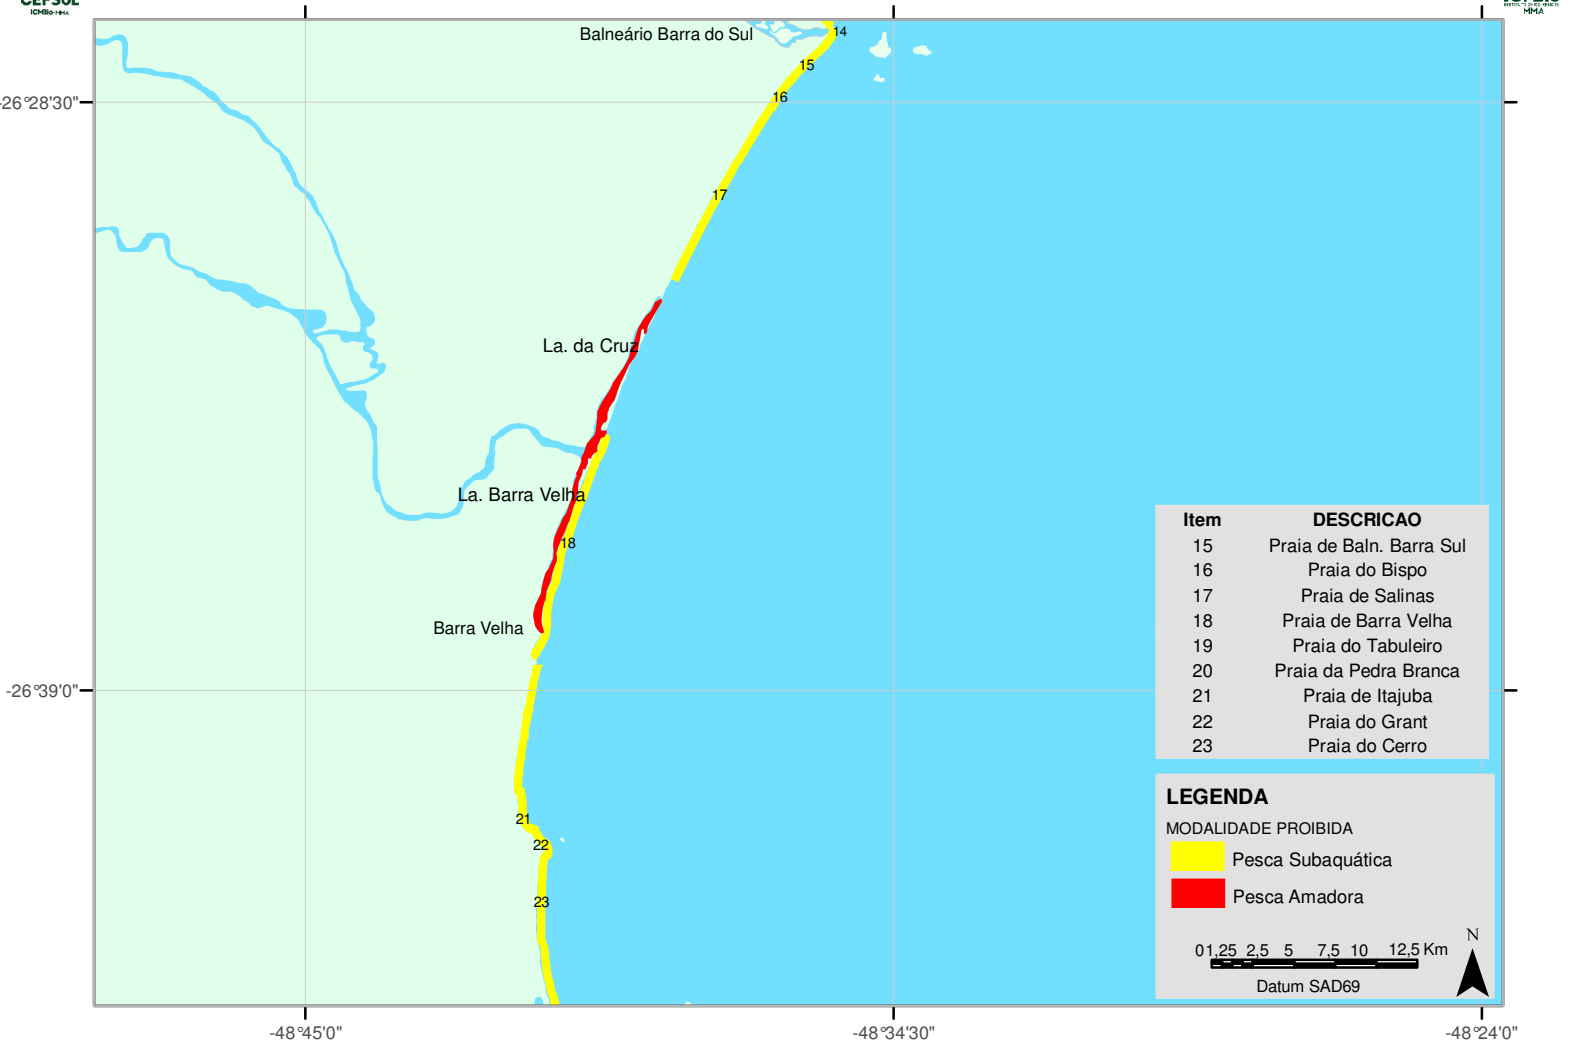 CEPSUL
ICMBio-MMA
MMA
Balneário Barra do Sul
14
15
-26°28'30"
16
17
La. da Cruz
La. Barra Velha
18
Barra Velha
-26°39'0"
21
22
23
Item DESCRICAO
15 Praia de Baln. Barra Sul
16 Praia do Bispo
17 Praia de Salinas
18 Praia de Barra Velha
19 Praia do Tabuleiro
20 Praia da Pedra Branca
21 Praia de Itajuba
22 Praia do Grant
23 Praia do Cerro
LEGENDA
MODALIDADE PROIBIDA
Pesca Subaquática
Pesca Amadora
N
0 1,25 2,5 5 7,5 10 12,5 Km
Datum SAD69
-48°45'0" -48°34'30" -48°24'0"